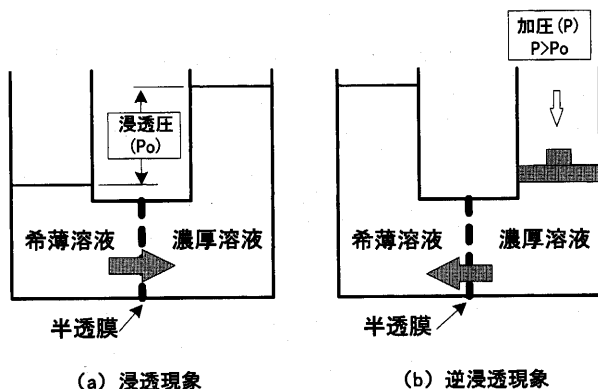 浸透圧
(Po)
希薄溶液
濃厚溶液
半透膜
(a) 浸透現象
加圧(P)
P>Po
希薄溶液
濃厚溶液
半透膜
(b) 逆浸透現象